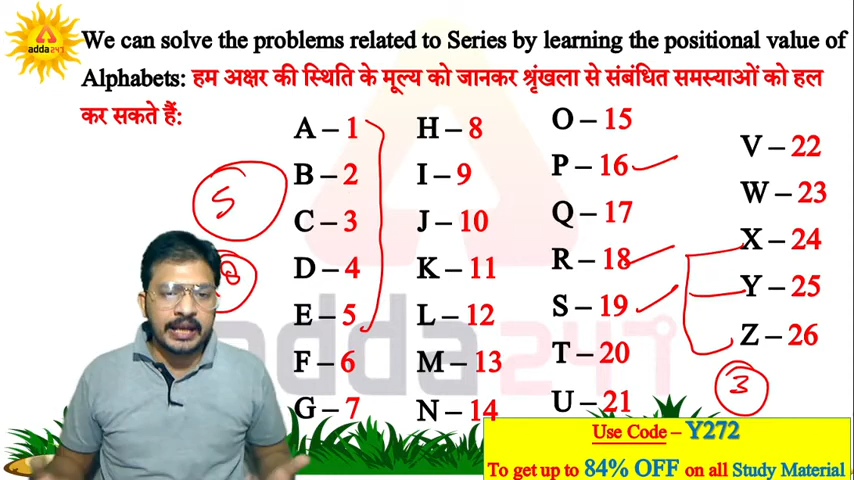 adda247
We can solve the problems related to Series by learning the positional value of
Alphabets: हम अक्षर की स्थिति के मूल्य को जानकर श्रृंखला से संबंधित समस्याओं को हल
कर सकते हैं:
A – 1
B – 2
C – 3
D – 4
E – 5
F – 6
G – 7
H – 8
I – 9
J – 10
K – 11
L – 12
M – 13
N – 14
O – 15
P – 16
Q – 17
R – 18
S – 19
T – 20
U – 21
V – 22
W – 23
X – 24
Y – 25
Z – 26
5
8
3
adda247
Use Code – Y272
To get up to 84% OFF on all Study Material